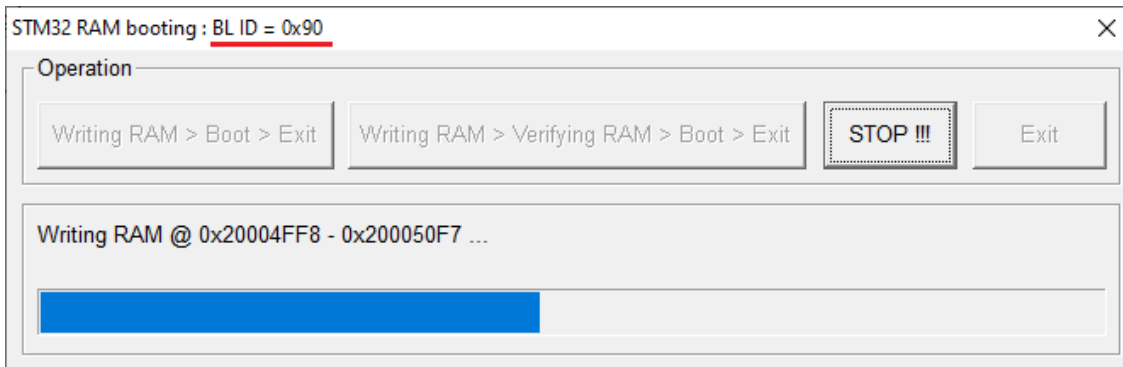 STM32 RAM booting : BL ID = 0x90
Operation
Writing RAM > Boot > Exit
Writing RAM > Verifying RAM > Boot > Exit
STOP !!!
Exit
Writing RAM @ 0x20004FF8 - 0x200050F7 ...